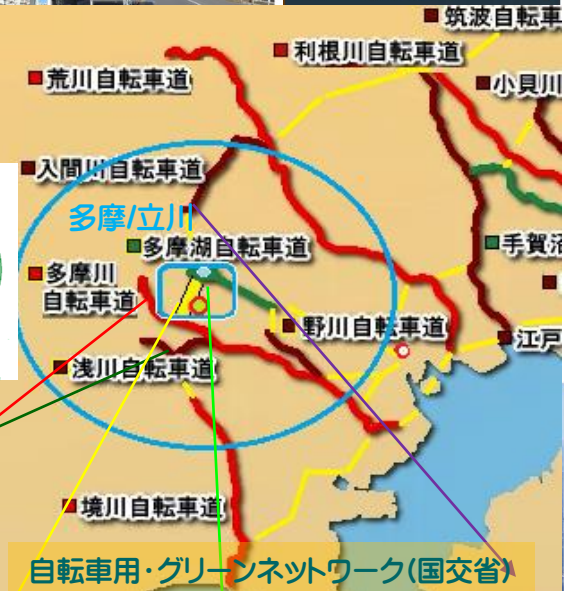 筑波自転車
利根川自転車道
荒川自転車道
小貝川
入間川自転車道
多摩/立川
多摩湖自転車道
手賀沼
多摩川
自転車道
野川自転車道
江戸
浅川自転車道
境川自転車道
自転車用・グリーンネットワーク(国交省)